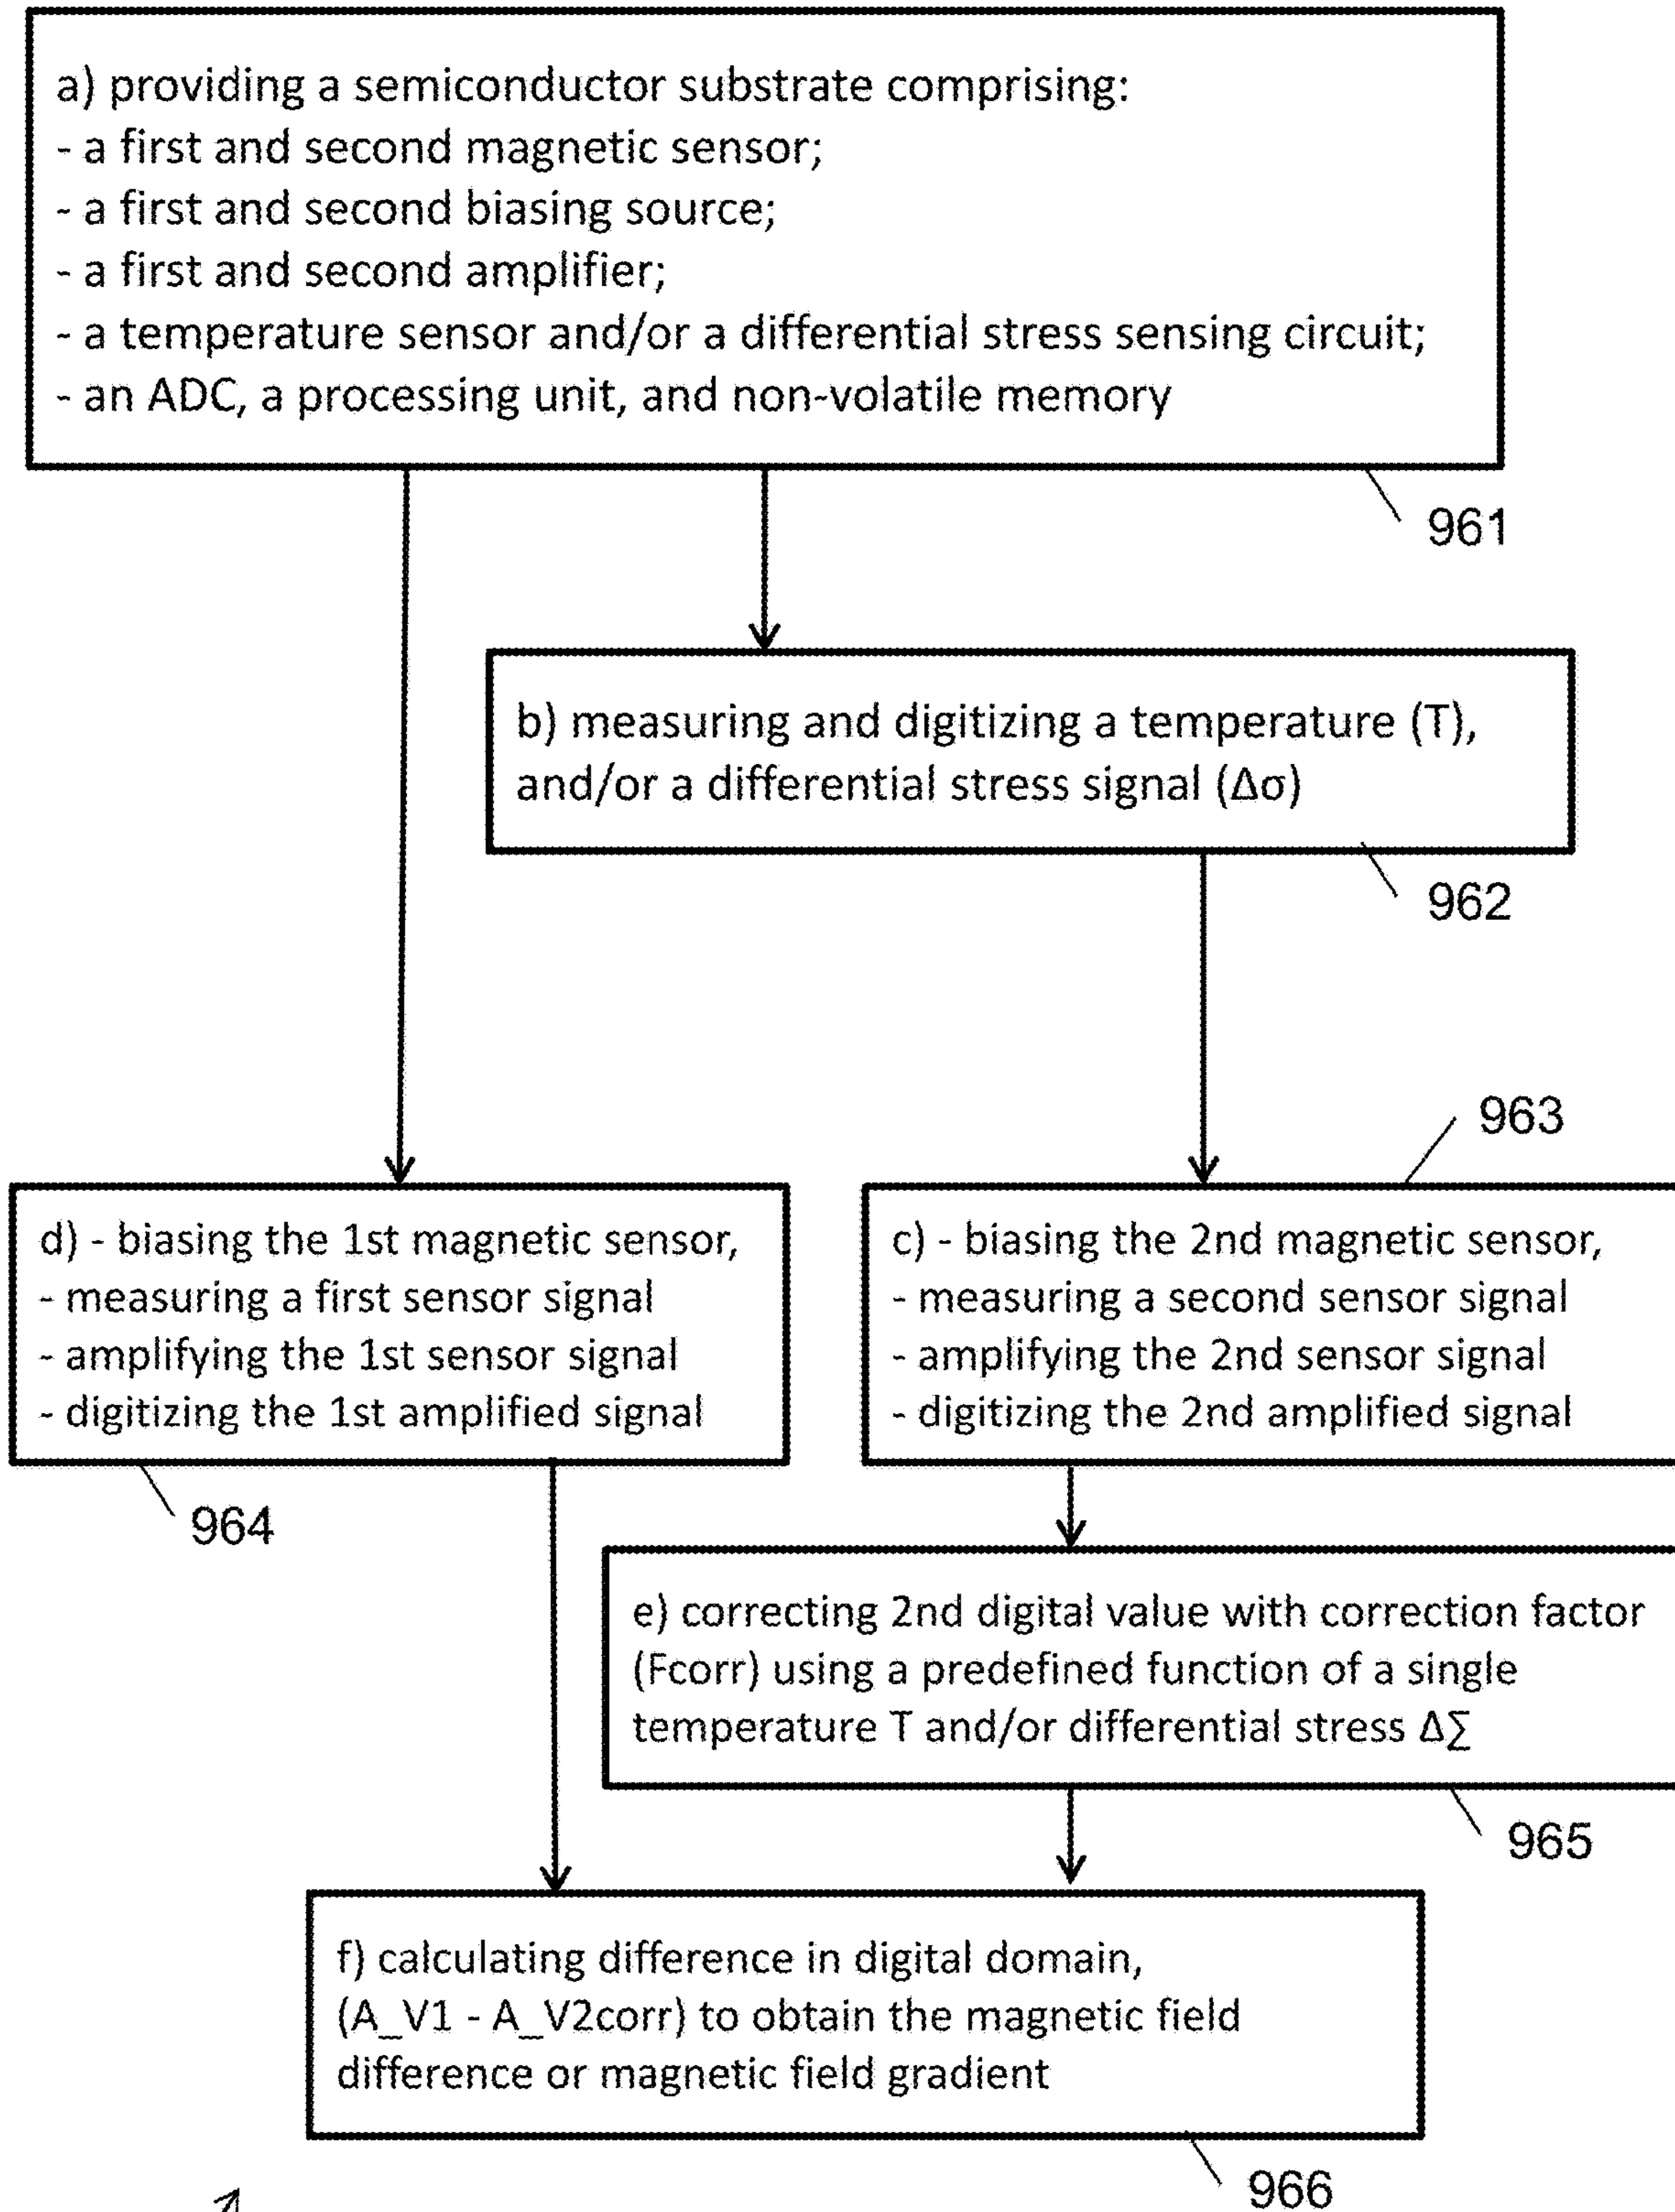 a) providing a semiconductor substrate comprising:
- a first and second magnetic sensor;
- a first and second biasing source;
- a first and second amplifier;
- a temperature sensor and/or a differential stress sensing circuit;
- an ADC, a processing unit, and non-volatile memory
961
b) measuring and digitizing a temperature (T),
and/or a differential stress signal (Δσ)
962
963
d) - biasing the 1st magnetic sensor,
- measuring a first sensor signal
- amplifying the 1st sensor signal
- digitizing the 1st amplified signal
964
c) - biasing the 2nd magnetic sensor,
- measuring a second sensor signal
- amplifying the 2nd sensor signal
- digitizing the 2nd amplified signal
e) correcting 2nd digital value with correction factor
(Fcorr) using a predefined function of a single
temperature T and/or differential stress Δ∑
965
f) calculating difference in digital domain,
(A_V1 - A_V2corr) to obtain the magnetic field
difference or magnetic field gradient
966